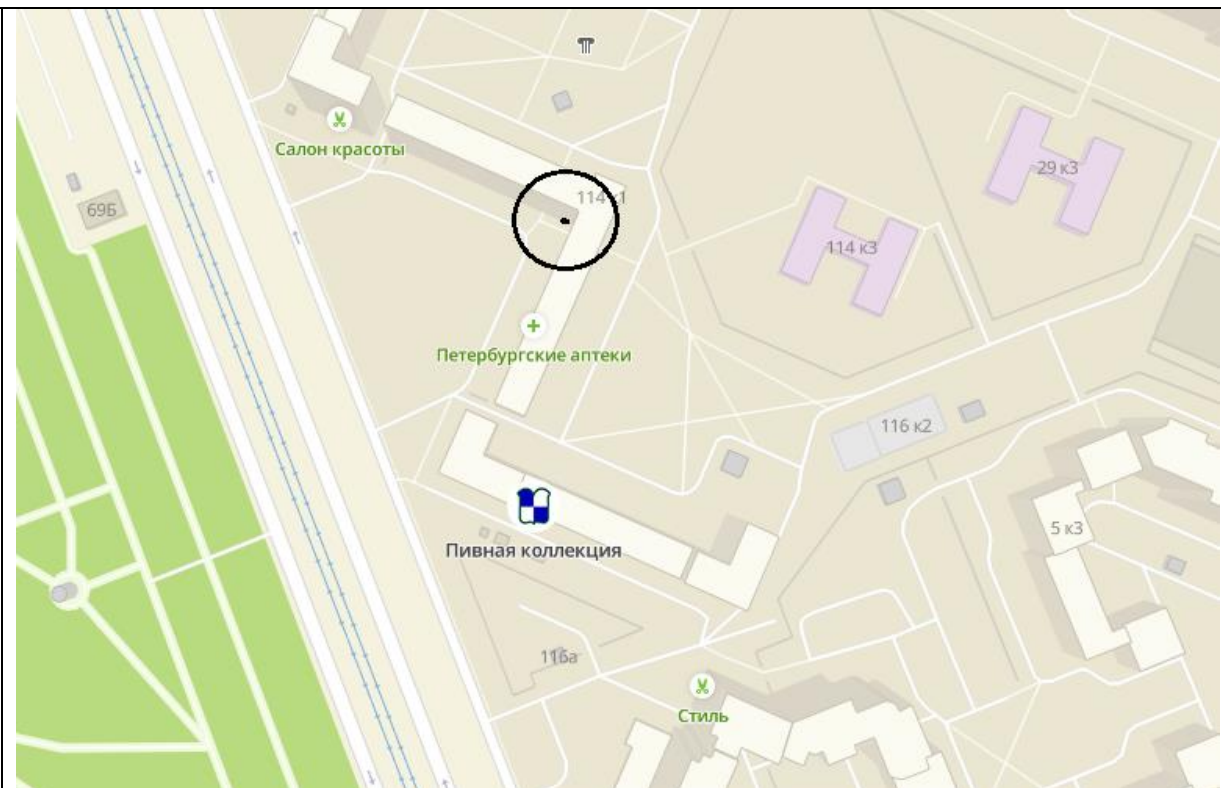 Салон красоты
69Б
114 к1
29 к3
114 к3
Петербургские аптеки
116 к2
5 к3
Пивная коллекция
116а
Стиль